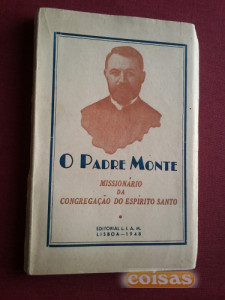 O PADRE MONTE
MISSIONÁRIO
DA
CONGREGAÇÃO DO ESPÍRITO SANTO
EDITORIAL L. I. A. M.
LISBOA—1948
coisas